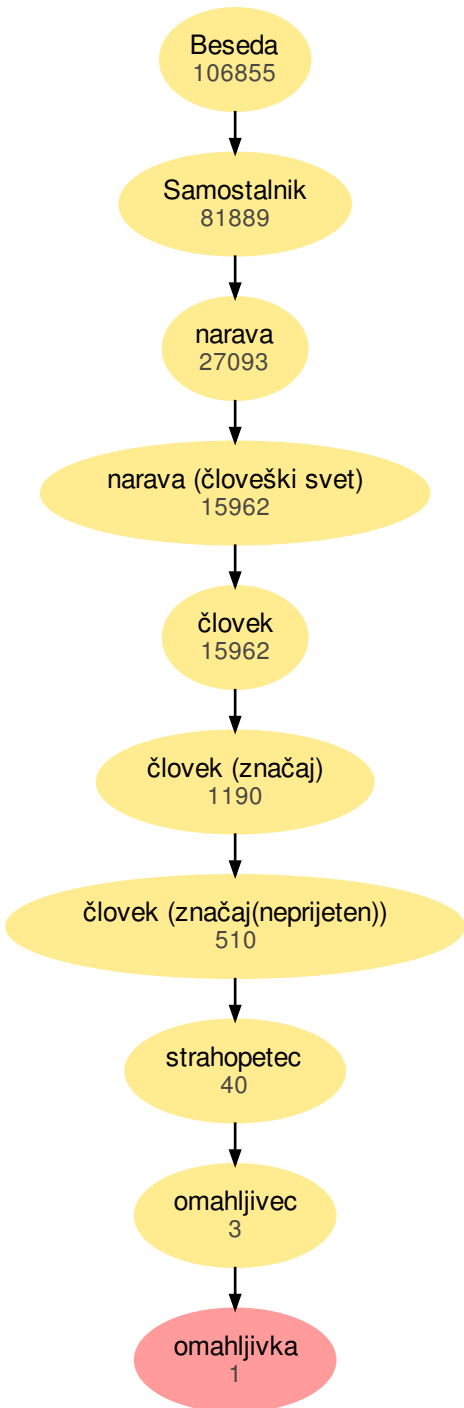 Beseda
106855
Samostalnik
81889
narava
27093
narava (človeški svet)
15962
človek
15962
človek (značaj)
1190
človek (značaj(neprijeten))
510
strahopetec
40
omahljivec
3
omahljivka
1